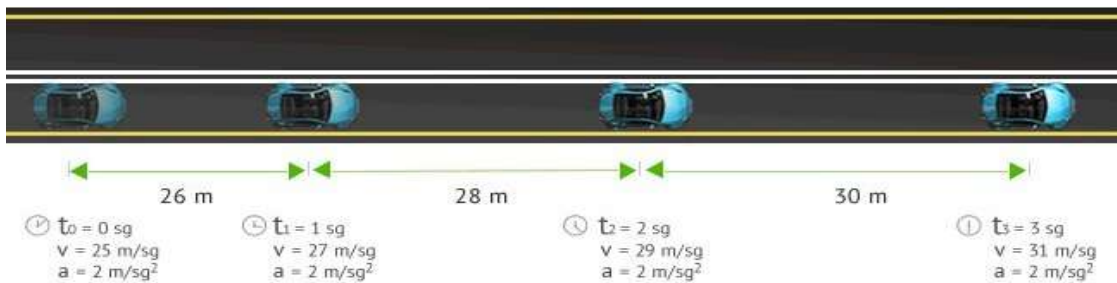 26 m 28 m 30 m
t0 = 0 sg t1 = 1 sg t2 = 2 sg t3 = 3 sg
v = 25 m/sg v = 27 m/sg v = 29 m/sg v = 31 m/sg
a = 2 m/sg² a = 2 m/sg² a = 2 m/sg² a = 2 m/sg²